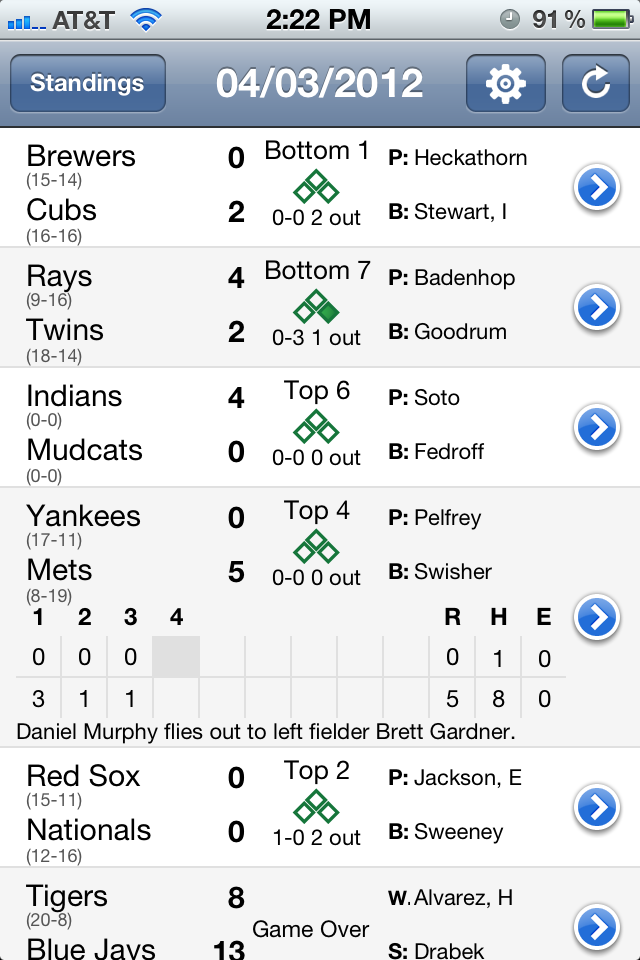 AT&T 2:22 PM 91 %
Standings 04/03/2012
Brewers 0 Bottom 1 P: Heckathorn
(15-14)
Cubs 2 0-0 2 out B: Stewart, I
(16-16)
Rays 4 Bottom 7 P: Badenhop
(9-16)
Twins 2 0-3 1 out B: Goodrum
(18-14)
Indians 4 Top 6 P: Soto
(0-0)
Mudcats 0 0-0 0 out B: Fedroff
(0-0)
Yankees 0 Top 4 P: Pelfrey
(17-11)
Mets 5 0-0 0 out B: Swisher
(8-19)
1 2 3 4 R H E
0 0 0 0 1 0
3 1 1 5 8 0
Daniel Murphy flies out to left fielder Brett Gardner.
Red Sox 0 Top 2 P: Jackson, E
(15-11)
Nationals 0 1-0 2 out B: Sweeney
(12-16)
Tigers 8 W. Alvarez, H
(20-8)
Game Over
Blue Jays 13 S: Drabek